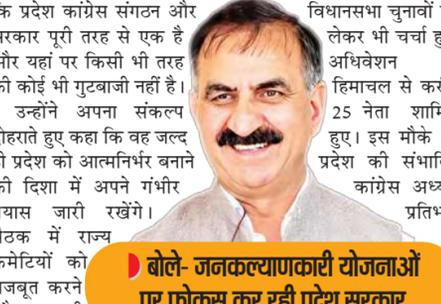 के प्रदेश कांग्रेस संगठन और
सरकार पूरी तरह से एक है
और यहां पर किसी भी तरह
की कोई भी गुटबाजी नहीं है।
उन्होंने अपना संकल्प
दोहराते हुए कहा कि वह जल्द
ही प्रदेश को आत्मनिर्भर बनाने
की दिशा में अपने गंभीर
प्रयास जारी रखेंगे।
बैठक में राज्य
कमेटियों को
मजबूत करने
विधानसभा चुनावों
लेकर भी चर्चा हु
अधिवेशन
हिमाचल से करी
25 नेता शामि
हुए। इस मौके
प्रदेश की संभावि
कांग्रेस अध्य
प्रतिभ
बोले- जनकल्याणकारी योजनाओं
पर फोकस कर रही प्रदेश सरकार